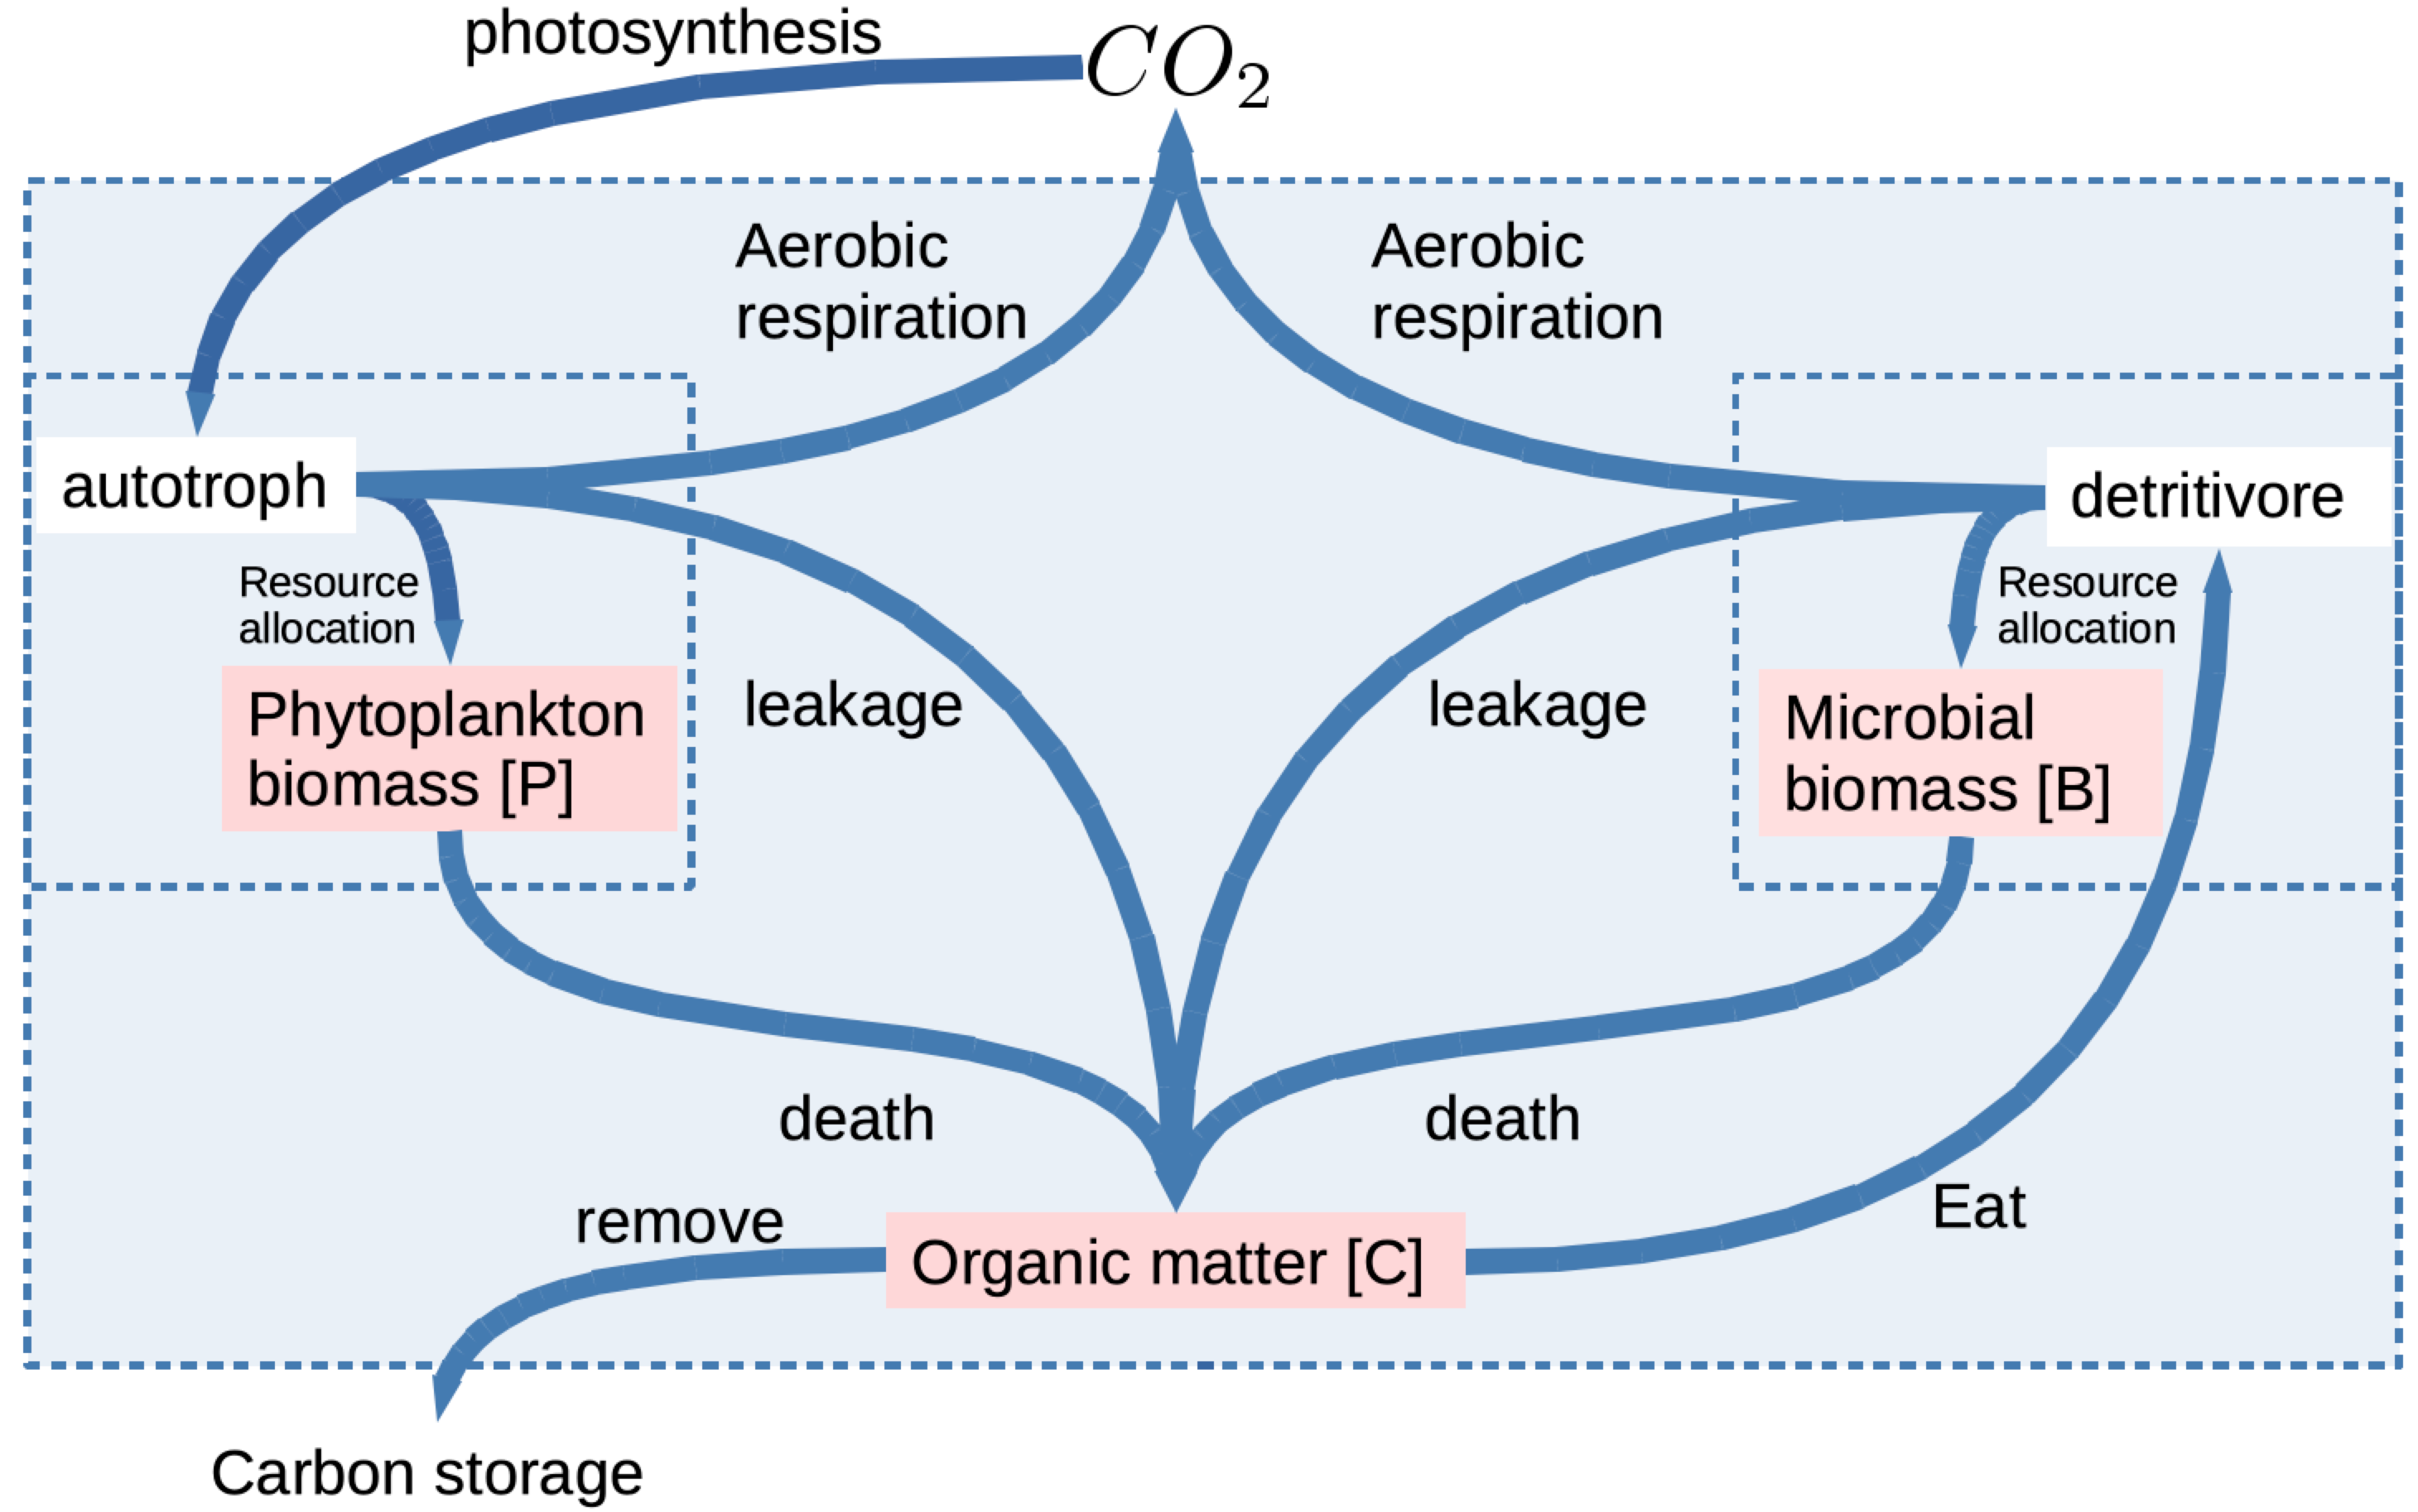 photosynthesis
CO₂
Aerobic
respiration
Aerobic
respiration
autotroph
detritivore
Resource
allocation
Resource
allocation
Phytoplankton
biomass [P]
leakage
leakage
Microbial
biomass [B]
death
death
remove
Eat
Organic matter [C]
Carbon storage